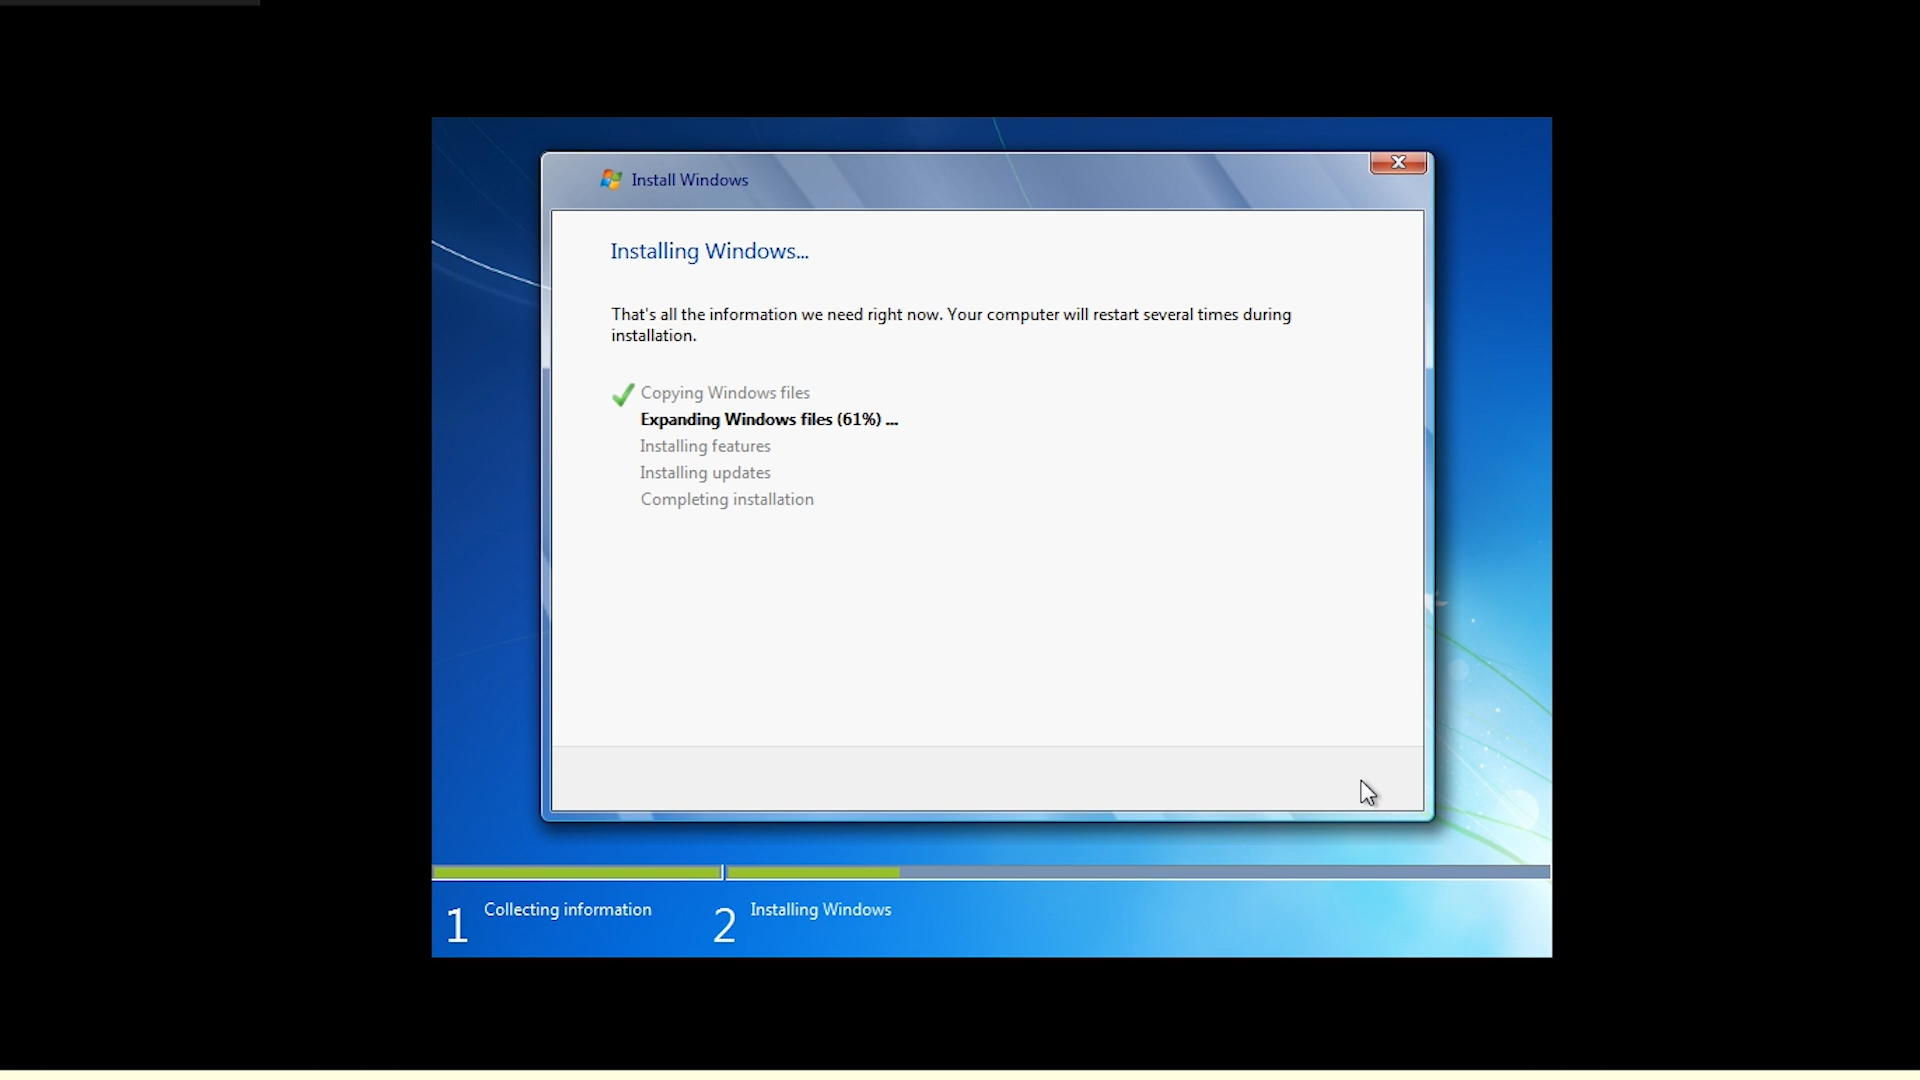 Install Windows
Installing Windows...
That's all the information we need right now. Your computer will restart several times during
installation.
Copying Windows files
Expanding Windows files (61%) ...
Installing features
Installing updates
Completing installation
1 Collecting information
2 Installing Windows